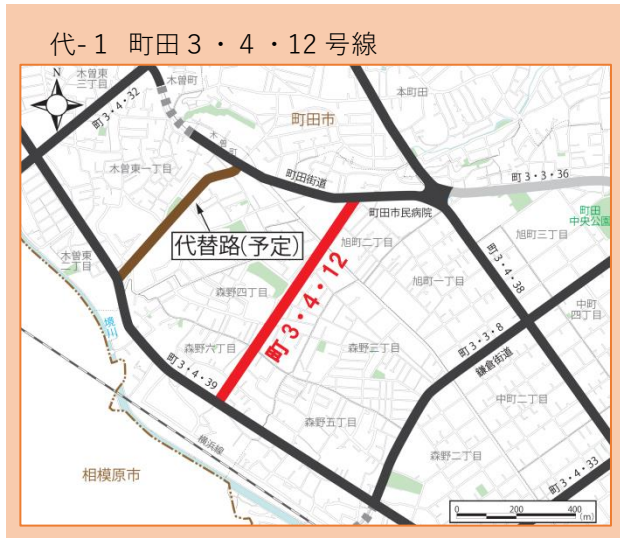 代-1 町田3・4・12号線
木曽東
三丁目
木曽町
N
町3・4・32
本町田
町田市
町3・3・36
木曽東一丁目
町田街道
町田市民病院
町田
中央公園
代替路(予定)
旭町二丁目
旭町三丁目
木曽東
二丁目
町3・4・12
旭町一丁目
町3・4・38
森野四丁目
中町
四丁目
境川
町3・3・8
鎌倉街道
森野六丁目
森野三丁目
町3・4・39
中町二丁目
森野五丁目
横浜線
森野二丁目
町3・4・33
相模原市
0 200 400
(m)